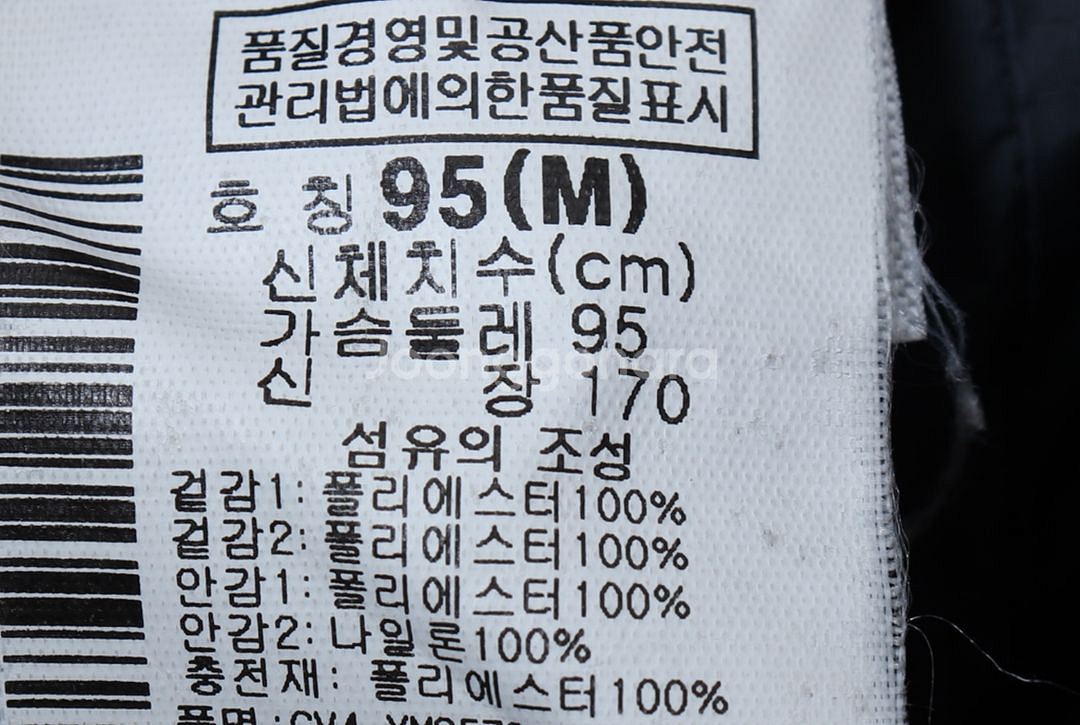 품질경영및공산품안전
관리법에의한품질표시
호 칭 95(M)
신체치수(cm)
가슴둘레 95
신 장 170
joonggonara
섬유의 조성
겉감1: 폴리에스터100%
겉감2: 폴리에스터100%
안감1: 폴리에스터100%
안감2: 나일론100%
충전재: 폴리에스터100%
품명: